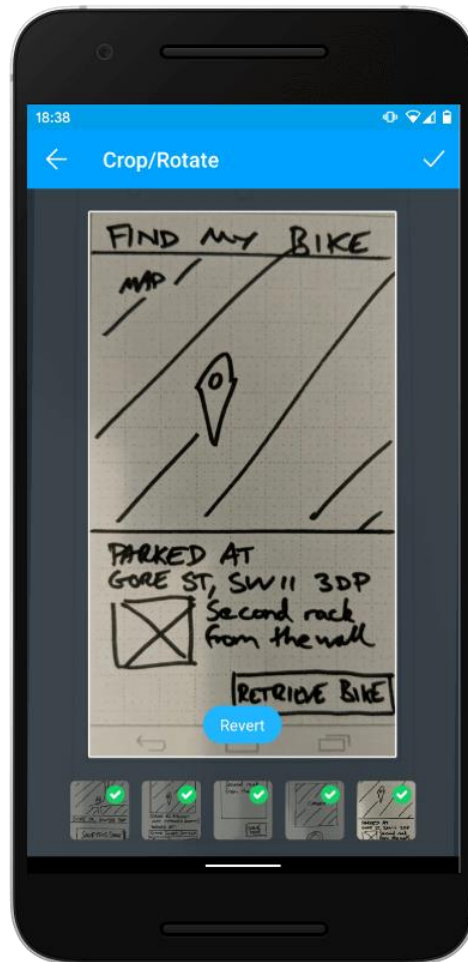 18:38
Crop/Rotate
FIND MY BIKE
MAP
PARKED AT
GORE ST, SW11 3DP
Second rack
from the wall
RETRIEVE BIKE
Revert